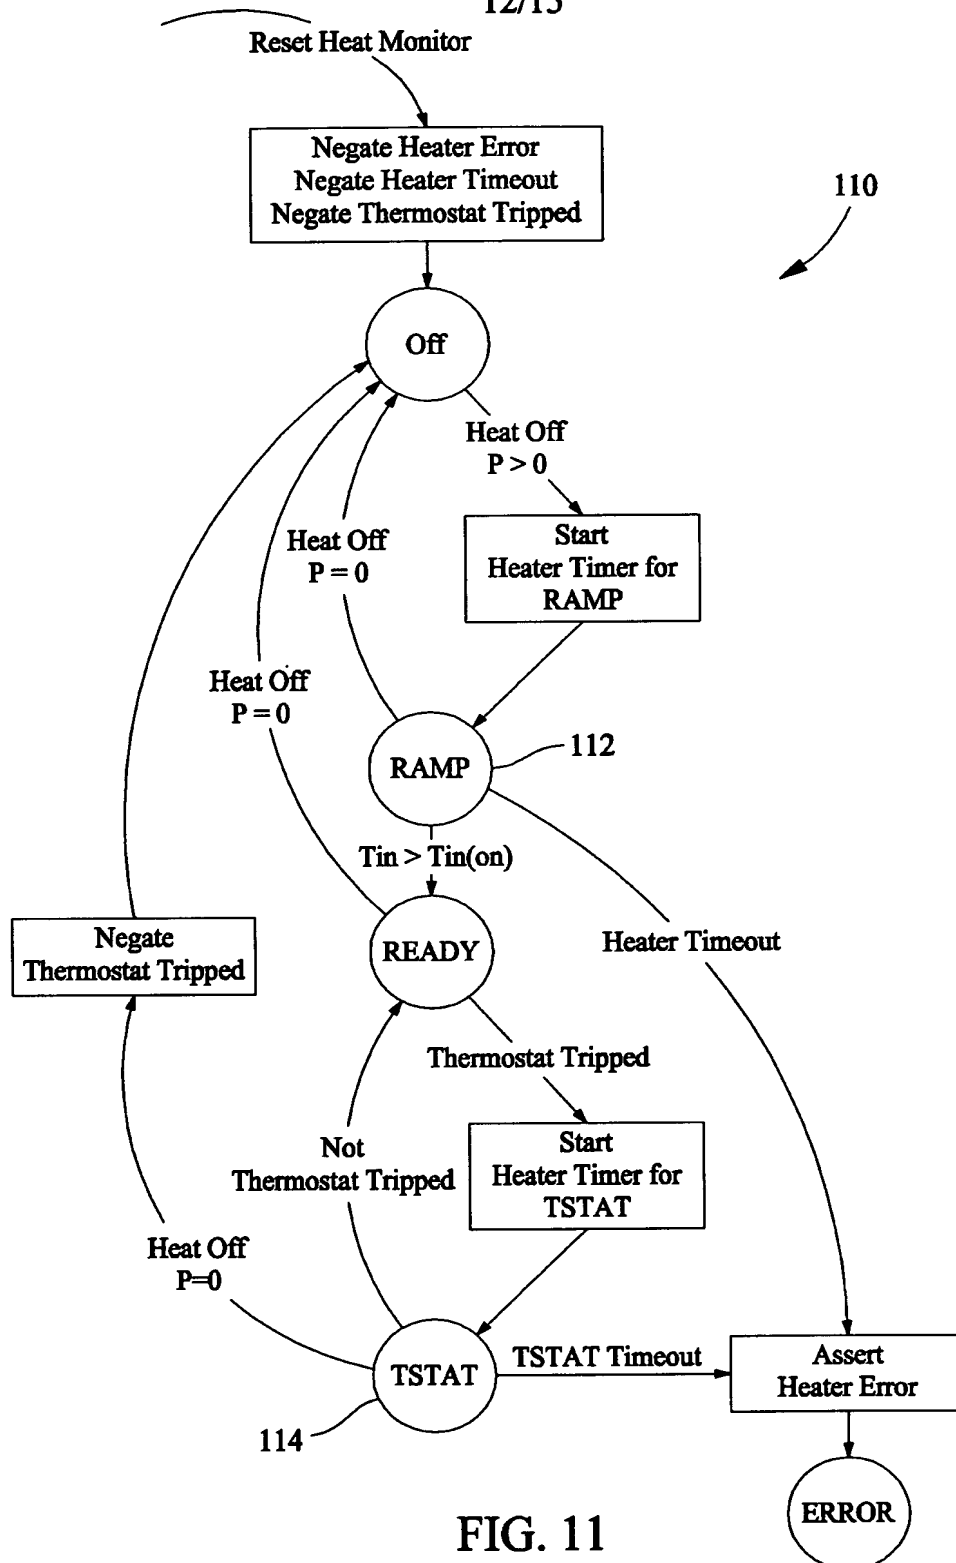 12/13
Reset Heat Monitor
Negate Heater Error
Negate Heater Timeout
Negate Thermostat Tripped
110
Off
Heat Off
P > 0
Start
Heater Timer for
RAMP
Heat Off
P = 0
Heat Off
P = 0
RAMP
112
Tin > Tin(on)
Negate
Thermostat Tripped
READY
Heater Timeout
Thermostat Tripped
Not
Thermostat Tripped
Start
Heater Timer for
TSTAT
Heat Off
P=0
TSTAT
TSTAT Timeout
Assert
Heater Error
114
ERROR
FIG. 11